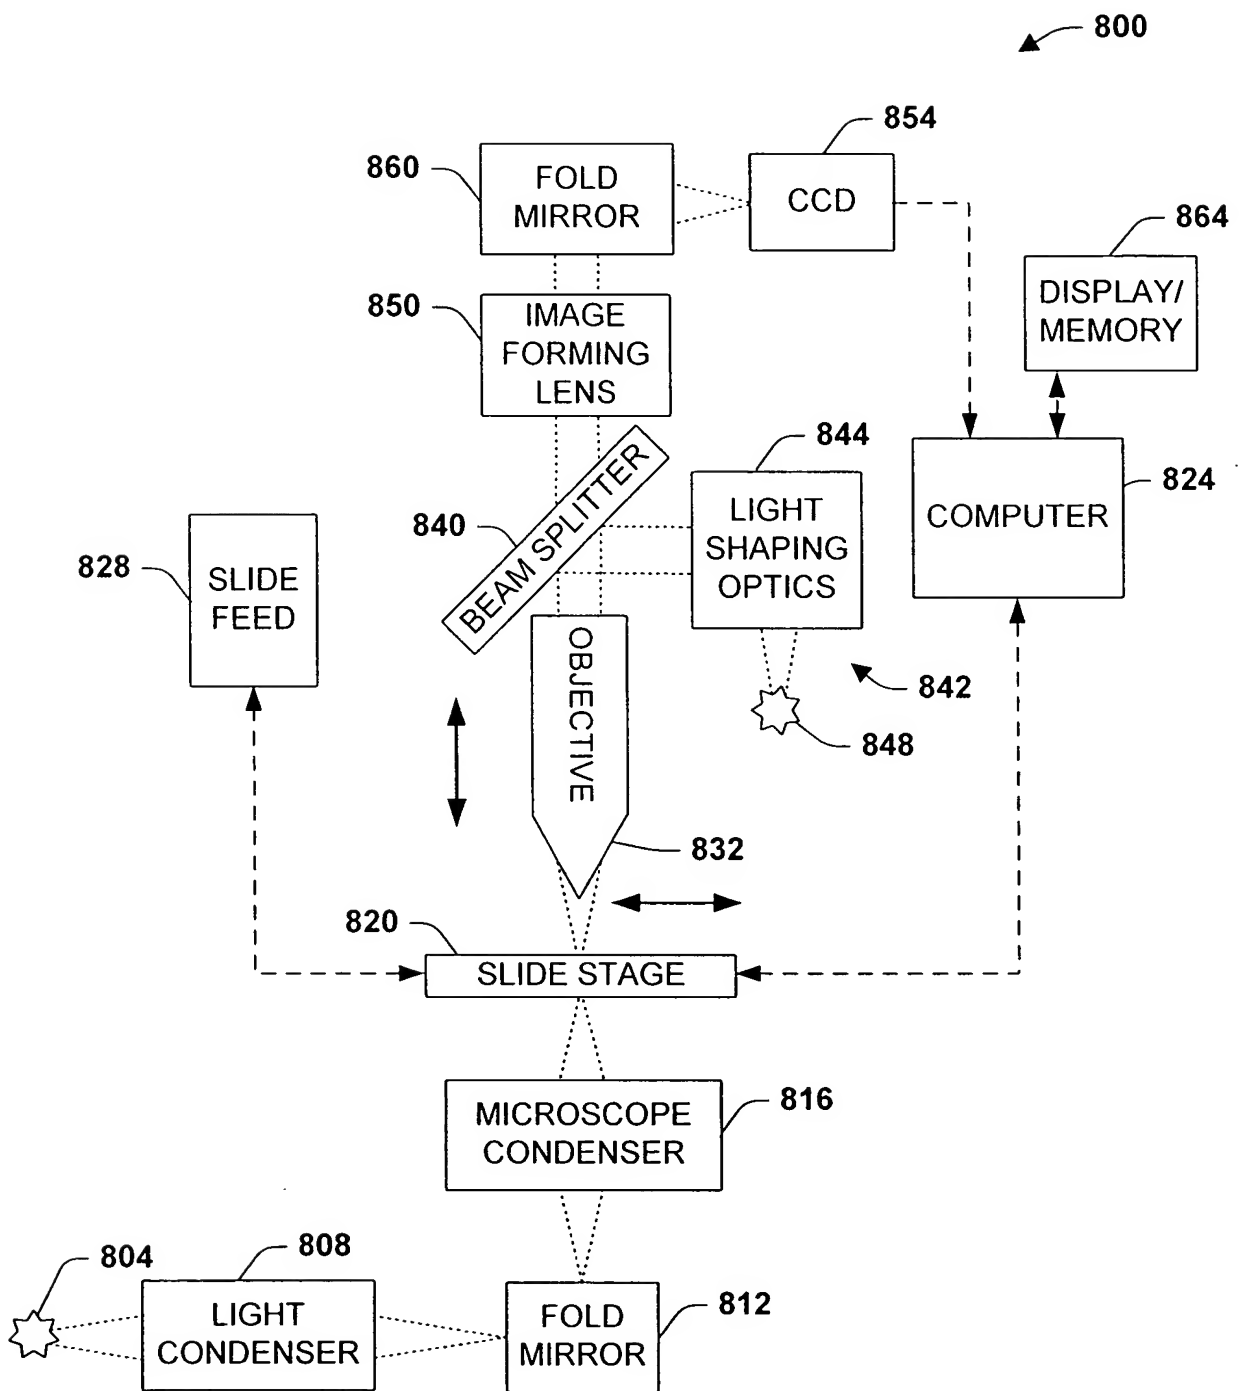 800
854
860
FOLD
MIRROR
CCD
864
850
IMAGE
FORMING
LENS
DISPLAY/
MEMORY
844
840
BEAM SPLITTER
LIGHT
SHAPING
OPTICS
COMPUTER
824
828
SLIDE
FEED
OBJECTIVE
842
848
832
820
SLIDE STAGE
MICROSCOPE
CONDENSER
816
804
808
LIGHT
CONDENSER
FOLD
MIRROR
812